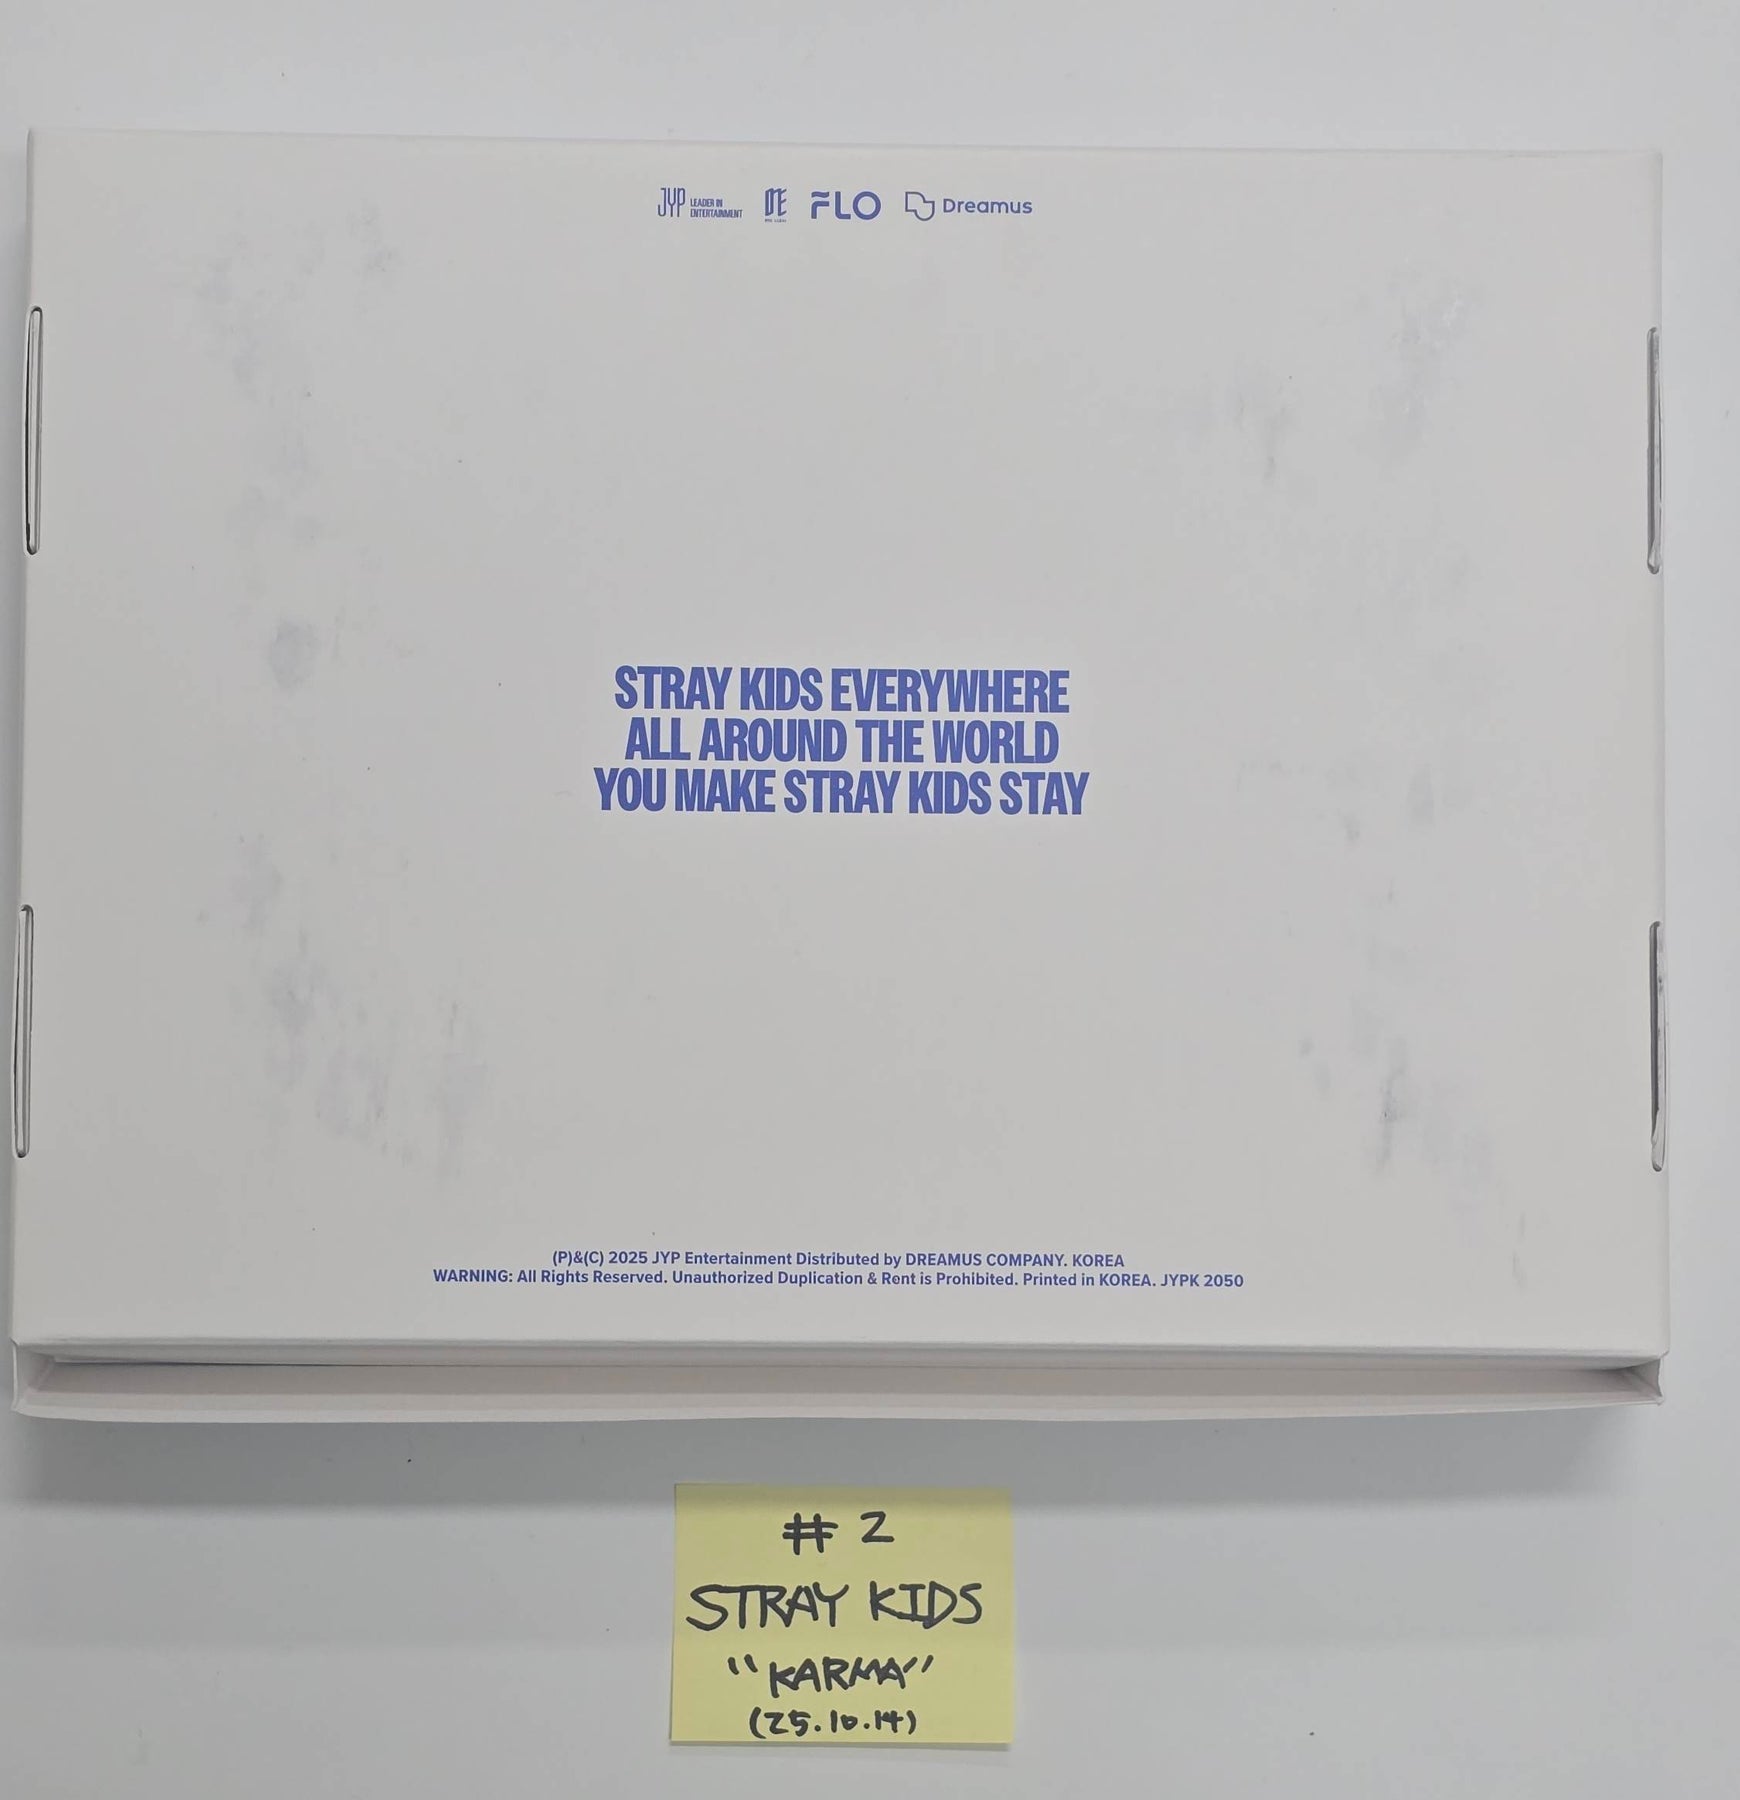 JYP LEADER IN ENTERTAINMENT FLO Dreamus
STRAY KIDS EVERYWHERE
ALL AROUND THE WORLD
YOU MAKE STRAY KIDS STAY
(P)&(C) 2025 JYP Entertainment Distributed by DREAMUS COMPANY. KOREA
WARNING: All Rights Reserved. Unauthorized Duplication & Rent is Prohibited. Printed in KOREA. JYPK 2050
# 2
STRAY KIDS
"KARMA"
(25.10.14)